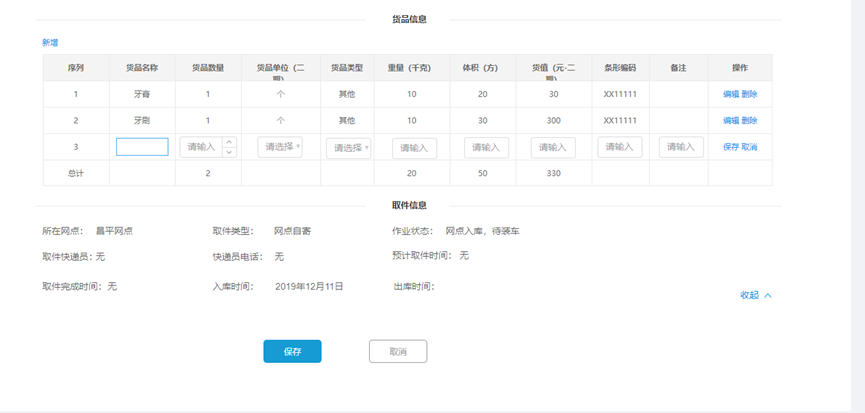 货品信息
新增
序列 货品名称 货品数量 货品单位（二期） 货品类型 重量（千克） 体积（方） 货值（元-二期） 条形编码 备注 操作
1 牙膏 1 个 其他 10 20 30 XX11111 编辑 删除
2 牙刷 1 个 其他 10 30 300 XX11111 编辑 删除
3 请输入 请选择 请选择 请输入 请输入 请输入 请输入 请输入 保存 取消
总计 2 20 50 330
取件信息
所在网点： 昌平网点 取件类型： 网点自寄 作业状态： 网点入库，待装车
取件快递员：无 快递员电话： 无 预计取件时间： 无
取件完成时间：无 入库时间： 2019年12月11日 出库时间：
收起
保存 取消